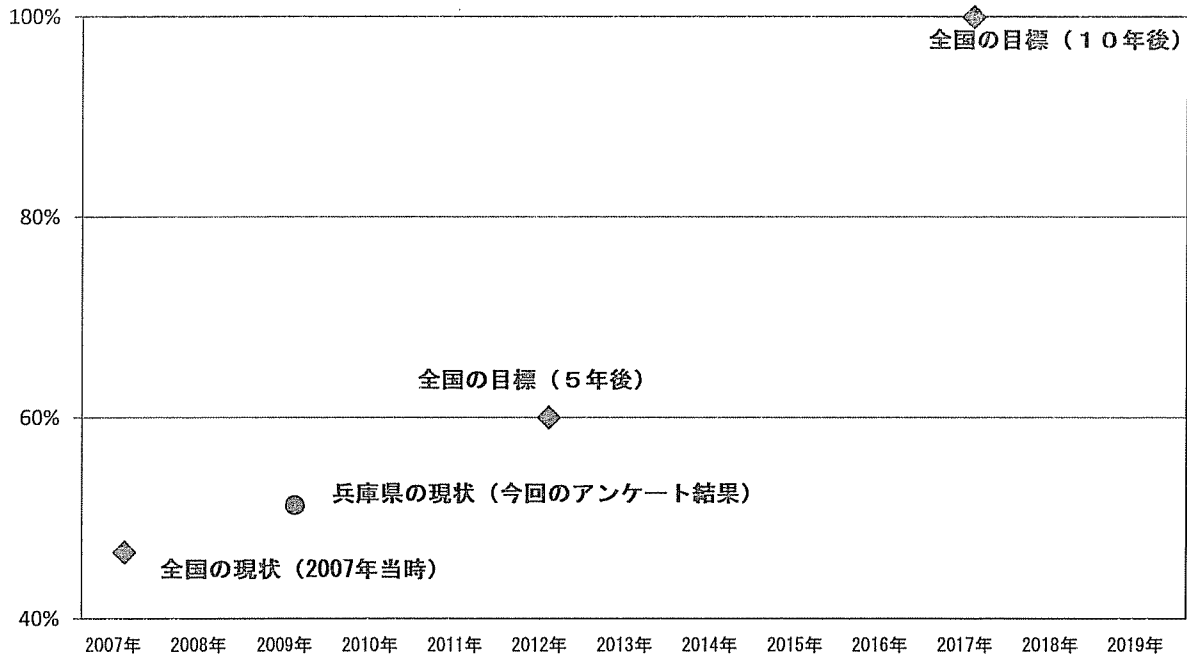 100%
全国の目標（１０年後）
80%
全国の目標（５年後）
60%
兵庫県の現状（今回のアンケート結果）
全国の現状（2007年当時）
40%
2007年 2008年 2009年 2010年 2011年 2012年 2013年 2014年 2015年 2016年 2017年 2018年 2019年